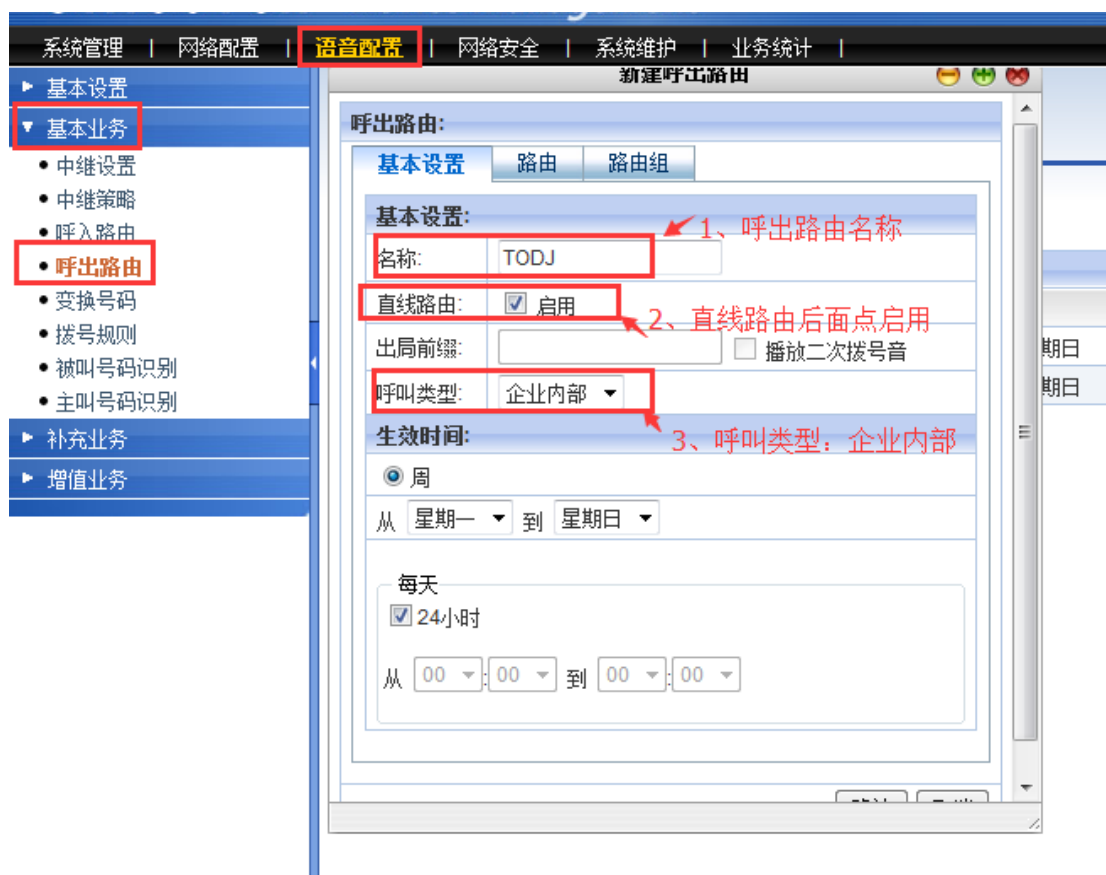 系统管理 | 网络配置 | 语音配置 | 网络安全 | 系统维护 | 业务统计 |
基本设置
基本业务
中继设置
中继策略
呼入路由
呼出路由
变换号码
拨号规则
被叫号码识别
主叫号码识别
补充业务
增值业务
新建呼出路由
呼出路由:
基本设置 路由 路由组
基本设置:
1、呼出路由名称
名称: TODJ
直线路由: 启用
2、直线路由后面点启用
出局前缀: 播放二次拨号音
呼叫类型: 企业内部
3、呼叫类型：企业内部
生效时间:
周
从 星期一 到 星期日
每天
24小时
从 00 : 00 到 00 : 00
期日
期日